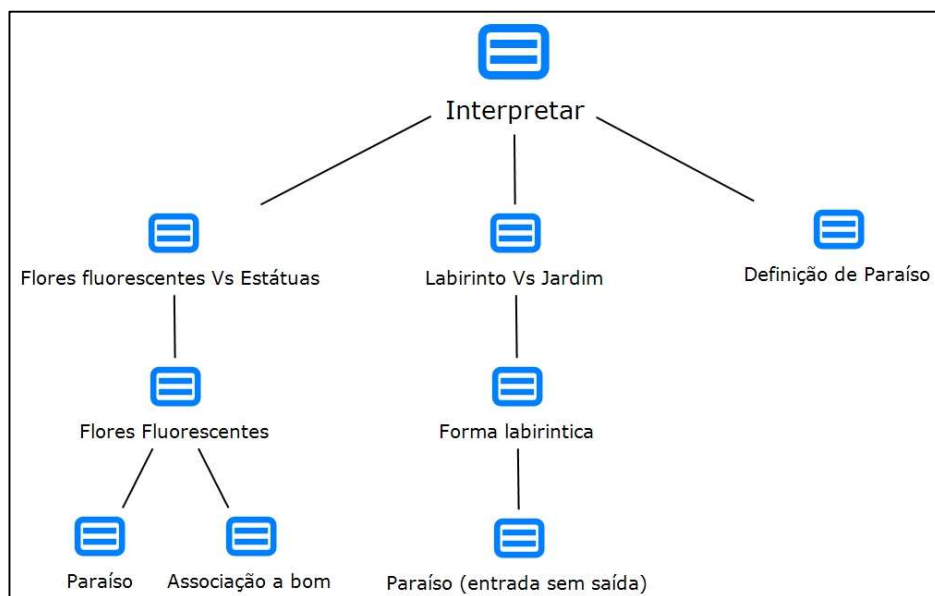 Interpretar
Flores fluorescentes Vs Estátuas
Labirinto Vs Jardim
Definição de Paraíso
Flores Fluorescentes
Forma labirintica
Paraíso
Associação a bom
Paraíso (entrada sem saída)